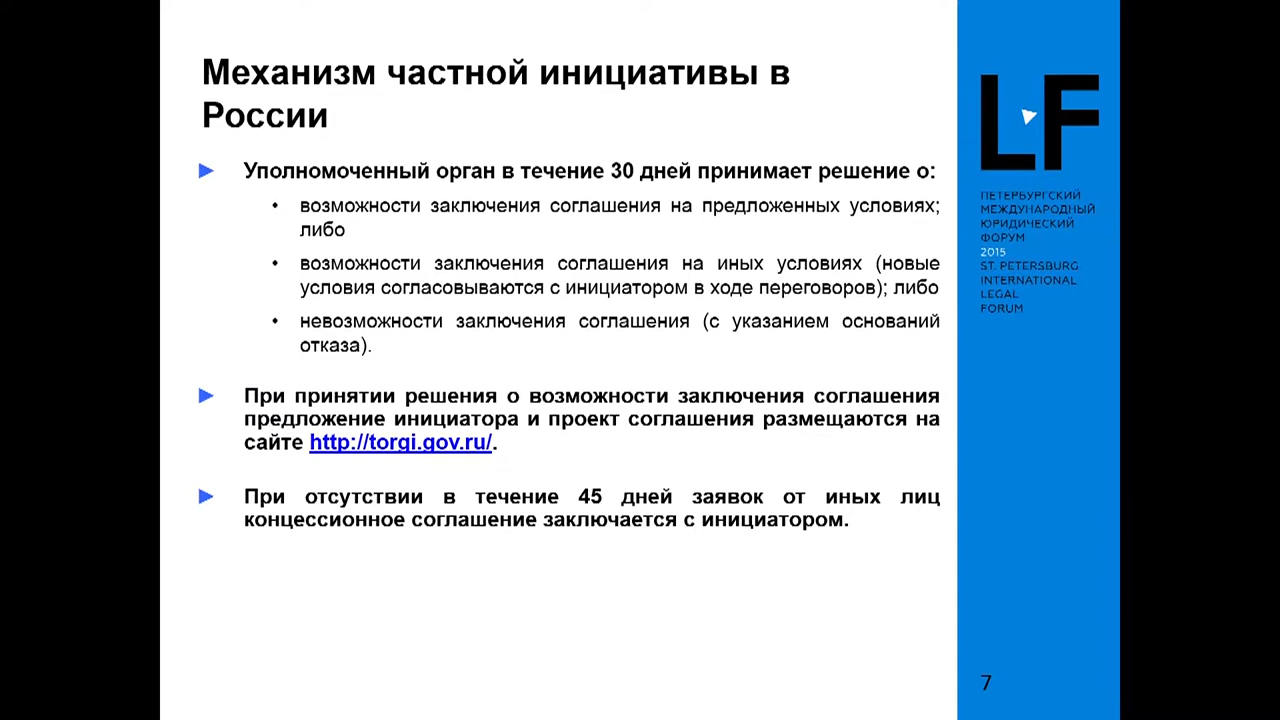 Механизм частной инициативы в
России
Уполномоченный орган в течение 30 дней принимает решение о:
• возможности заключения соглашения на предложенных условиях;
либо
• возможности заключения соглашения на иных условиях (новые
условия согласовываются с инициатором в ходе переговоров); либо
• невозможности заключения соглашения (с указанием оснований
отказа).
При принятии решения о возможности заключения соглашения
предложение инициатора и проект соглашения размещаются на
сайте http://torgi.gov.ru/.
При отсутствии в течение 45 дней заявок от иных лиц
концессионное соглашение заключается с инициатором.
LF
ПЕТЕРБУРГСКИЙ
МЕЖДУНАРОДНЫЙ
ЮРИДИЧЕСКИЙ
ФОРУМ
2015
ST. PETERSBURG
INTERNATIONAL
LEGAL
FORUM
7